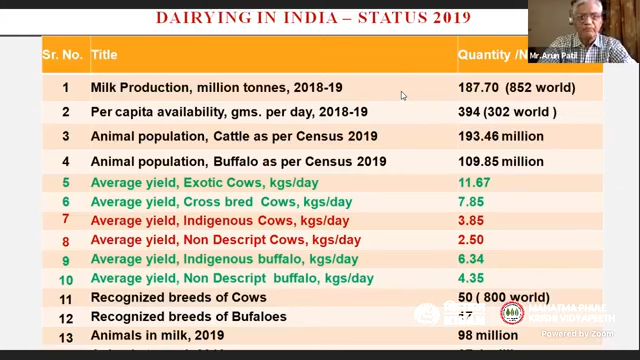 DAIRYING IN INDIA – STATUS 2019
Sr. No. Title Quantity /N
Mr.Arun Patil
1 Milk Production, million tonnes, 2018-19 187.70 (852 world)
2 Per capita availability, gms. per day, 2018-19 394 (302 world )
3 Animal population, Cattle as per Census 2019 193.46 million
4 Animal population, Buffalo as per Census 2019 109.85 million
5 Average yield, Exotic Cows, kgs/day 11.67
6 Average yield, Cross bred Cows, kgs/day 7.85
7 Average yield, Indigenous Cows, kgs/day 3.85
8 Average yield, Non Descript Cows, kgs/day 2.50
9 Average yield, Indigenous buffalo, kgs/day 6.34
10 Average yield, Non Descript buffalo, kgs/day 4.35
11 Recognized breeds of Cows 50 ( 800 world)
12 Recognized breeds of Bufaloes
MAHATMA PHULE
KRISHI VIDYAPEETH
13 Animals in milk, 2019 98 million
Powered by Zoom